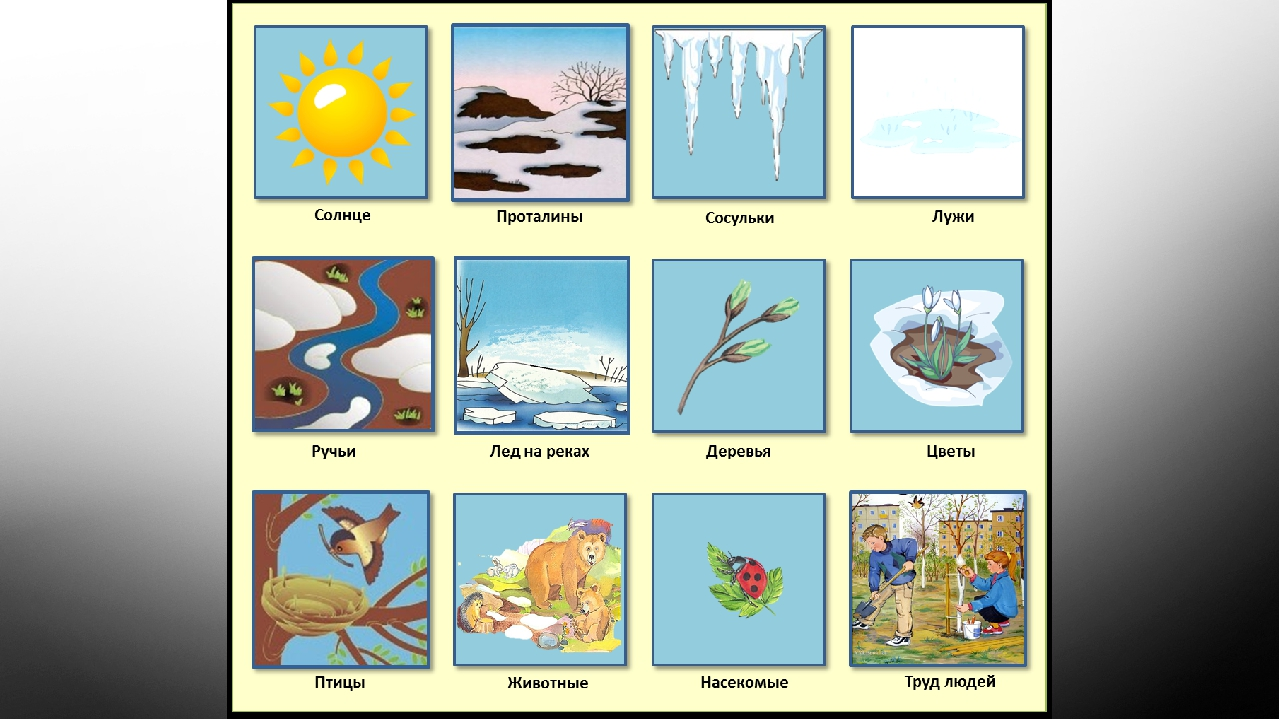 Солнце
Проталины
Сосульки
Лужи
Ручьи
Лед на реках
Деревья
Цветы
Птицы
Животные
Насекомые
Труд людей